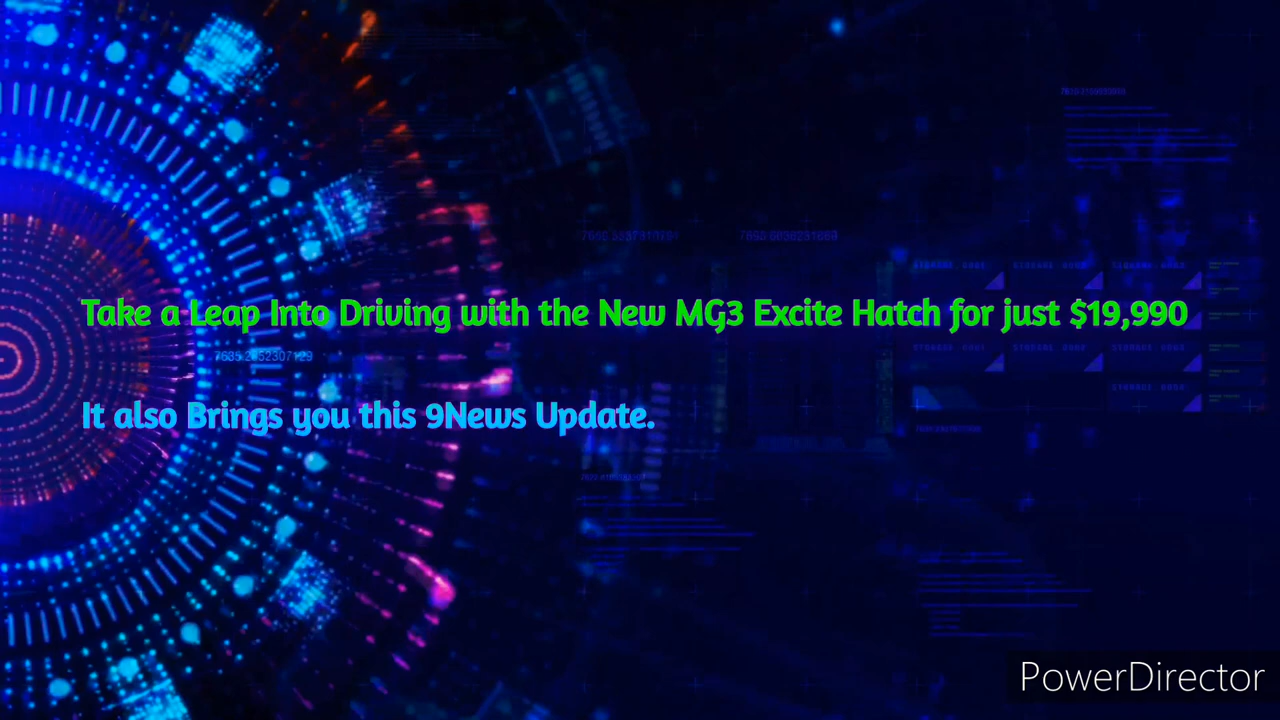 Take a Leap Into Driving with the New MG3 Excite Hatch for just $19,990
It also Brings you this 9News Update.
PowerDirector